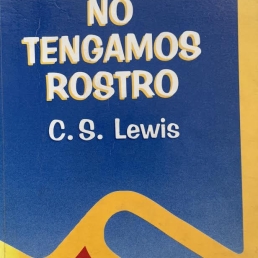 NO
TENGAMOS
ROSTRO
C. S. Lewis